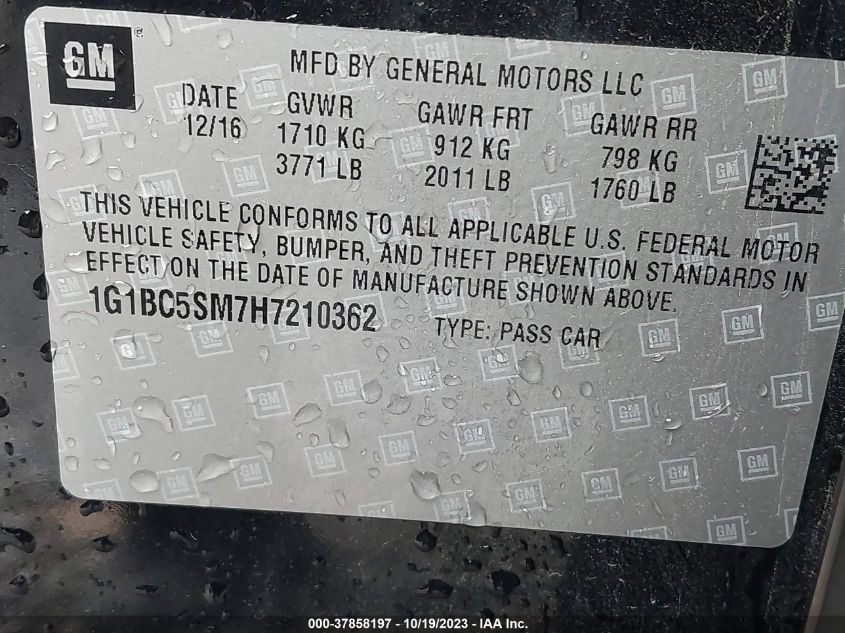 GM
MFD BY GENERAL MOTORS LLC
DATE GVWR GAWR FRT GAWR RR
12/16 1710 KG 912 KG 798 KG
3771 LB 2011 LB 1760 LB
THIS VEHICLE CONFORMS TO ALL APPLICABLE U.S. FEDERAL MOTOR
VEHICLE SAFETY, BUMPER, AND THEFT PREVENTION STANDARDS IN
EFFECT ON THE DATE OF MANUFACTURE SHOWN ABOVE.
1G1BC5SM7H7210362 TYPE: PASS CAR
000-37858197 - 10/19/2023 - IAA Inc.